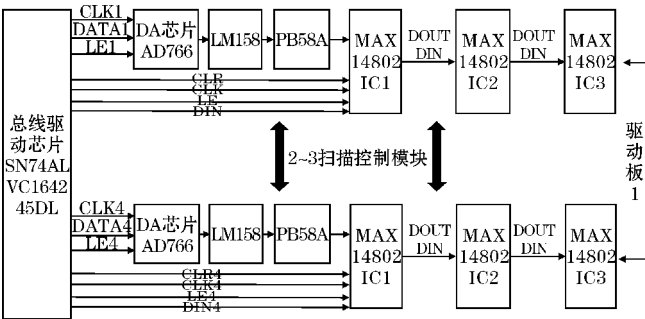 CLK1
DATA1
LE1
DA芯片
AD766
LM158
PB58A
MAX
14802
IC1
DOUT
DIN
MAX
14802
IC2
DOUT
DIN
MAX
14802
IC3
CLR
CLK
LE
DIN
总线驱
动芯片
SN74AL
VC1642
45DL
2~3扫描控制模块
驱动板1
CLK4
DATA4
LE4
DA芯片
AD766
LM158
PB58A
MAX
14802
IC1
DOUT
DIN
MAX
14802
IC2
DOUT
DIN
MAX
14802
IC3
CLR4
CLK4
LE4
DIN4